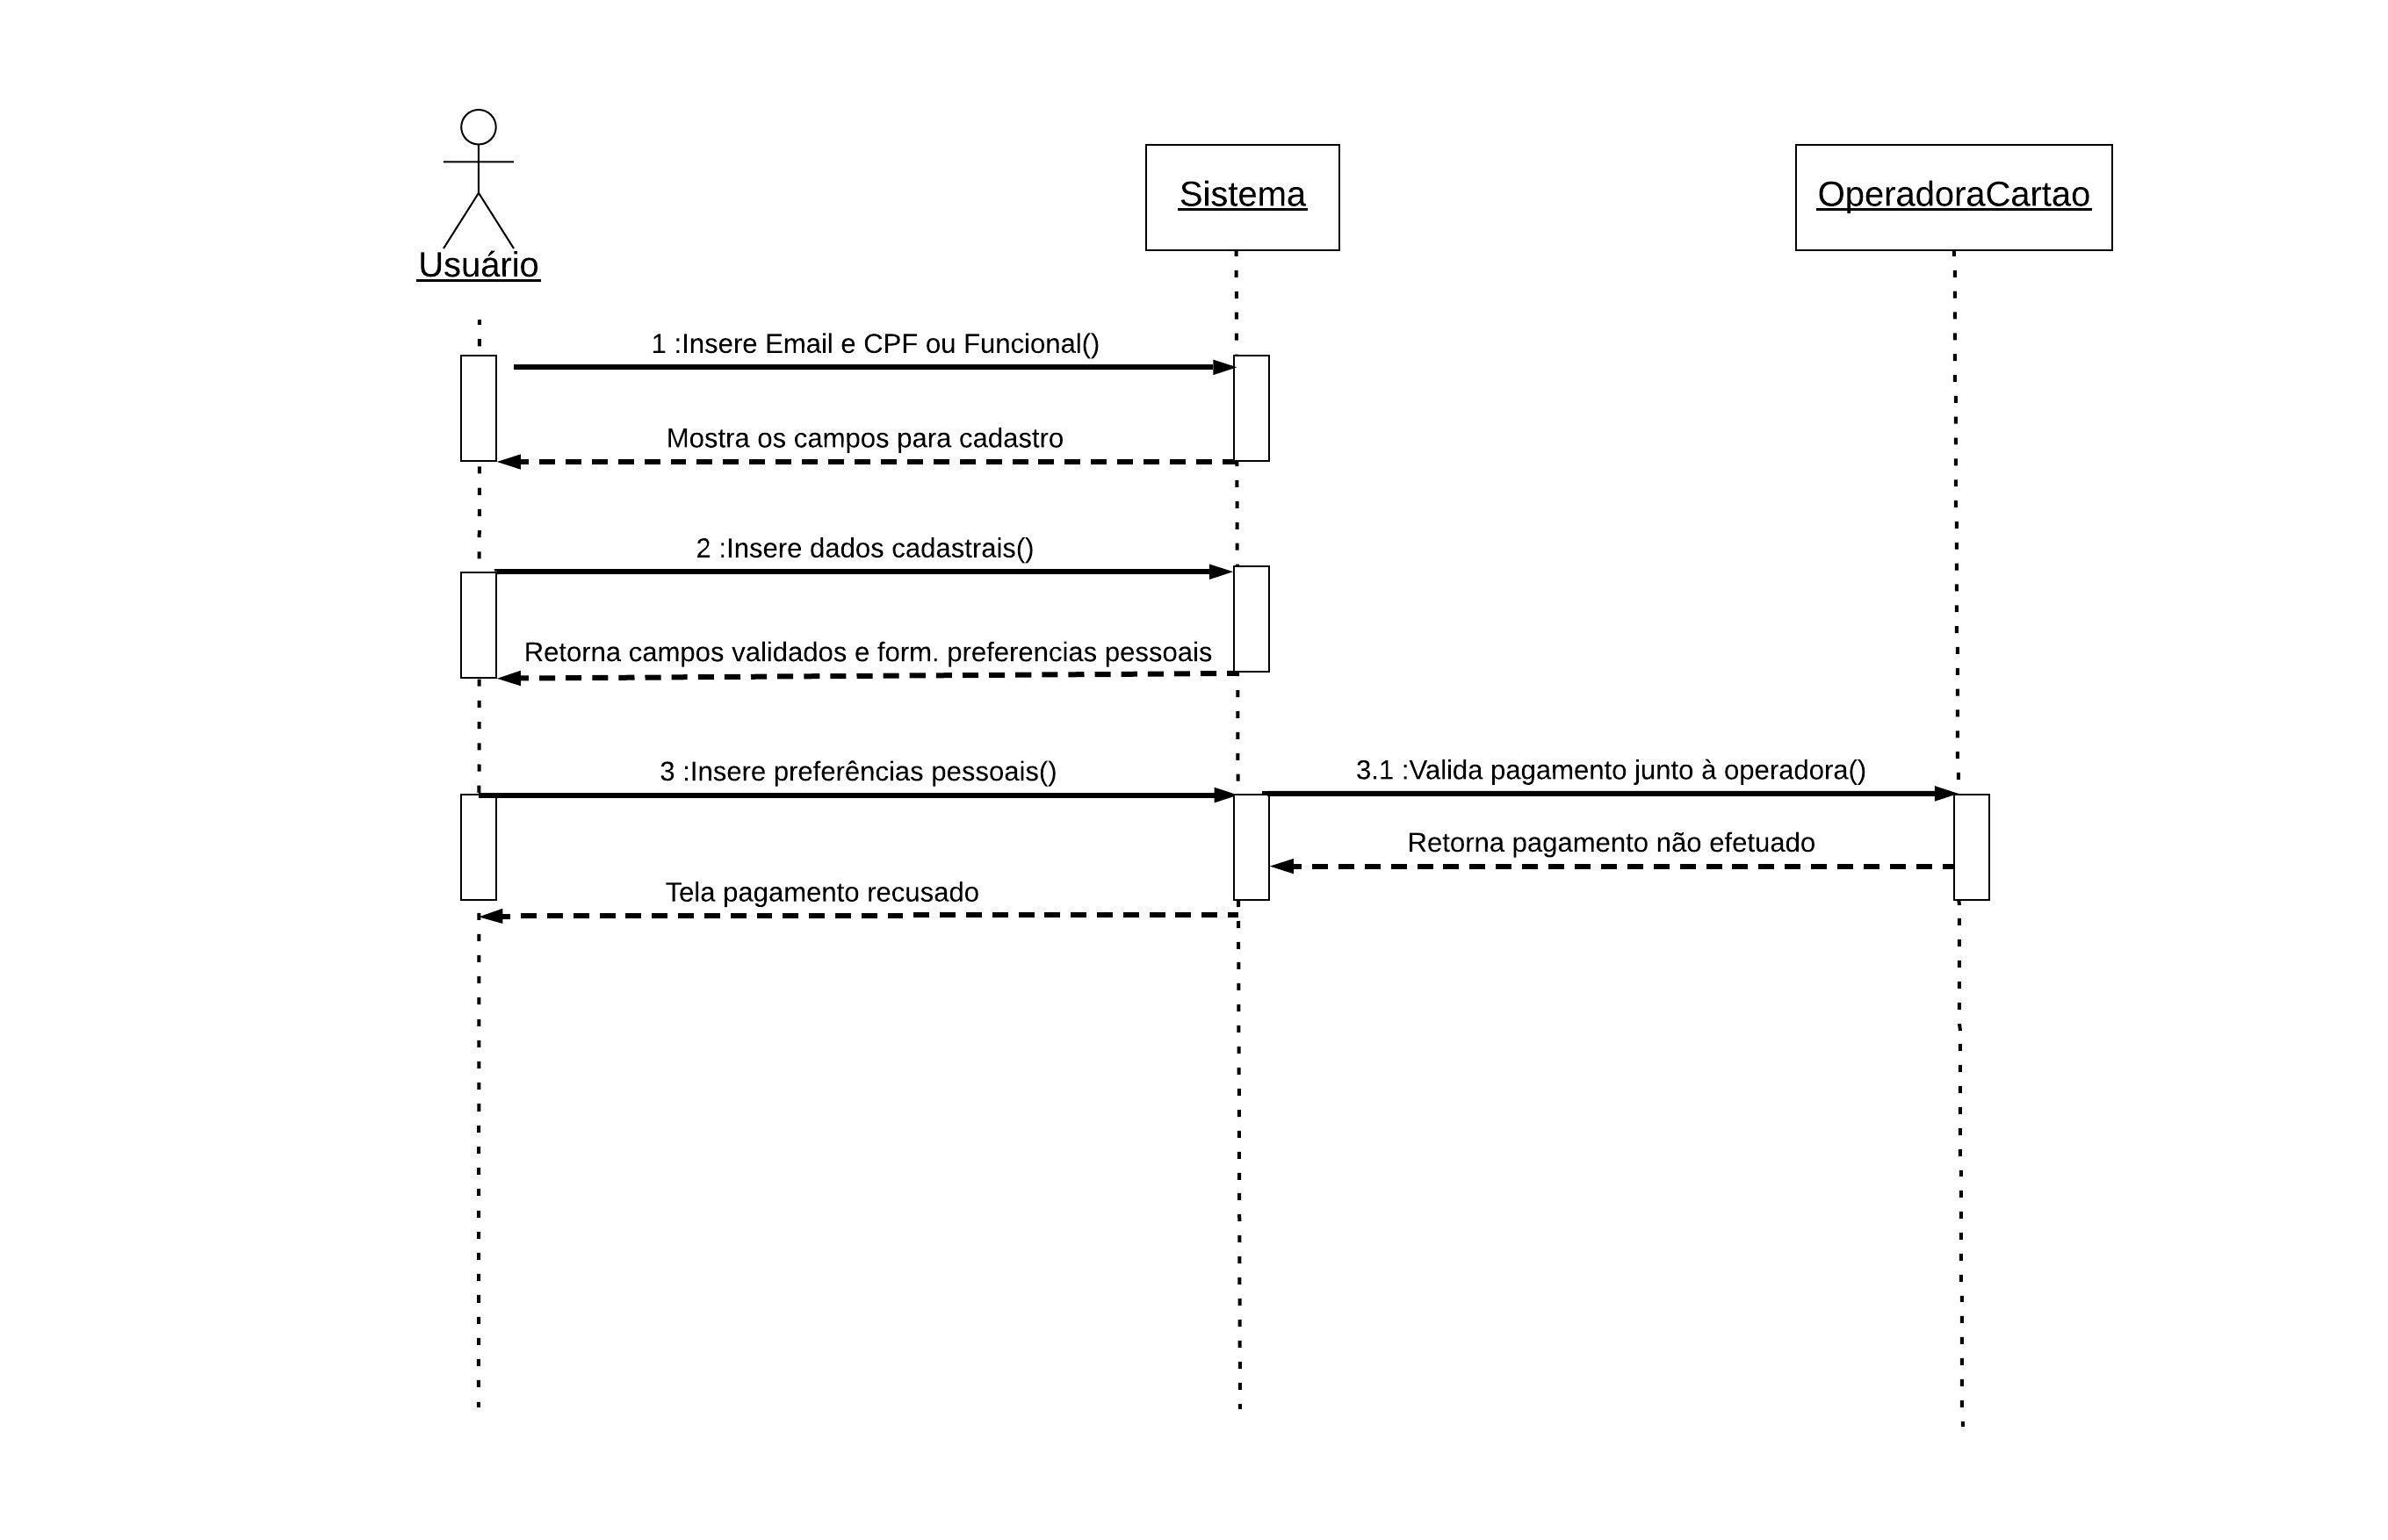 Usuário
Sistema
OperadoraCartao
1 :Insere Email e CPF ou Funcional()
Mostra os campos para cadastro
2 :Insere dados cadastrais()
Retorna campos validados e form. preferencias pessoais
3 :Insere preferências pessoais()
3.1 :Valida pagamento junto à operadora()
Retorna pagamento não efetuado
Tela pagamento recusado